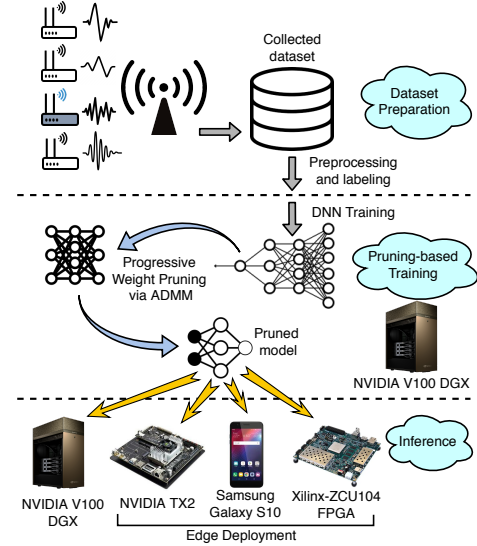 Collected
dataset
Dataset
Preparation
Preprocessing
and labeling
DNN Training
Progressive
Weight Pruning
via ADMM
Pruning-based
Training
Pruned
model
NVIDIA V100 DGX
Inference
NVIDIA V100
DGX
NVIDIA TX2
Samsung
Galaxy S10
Xilinx-ZCU104
FPGA
Edge Deployment